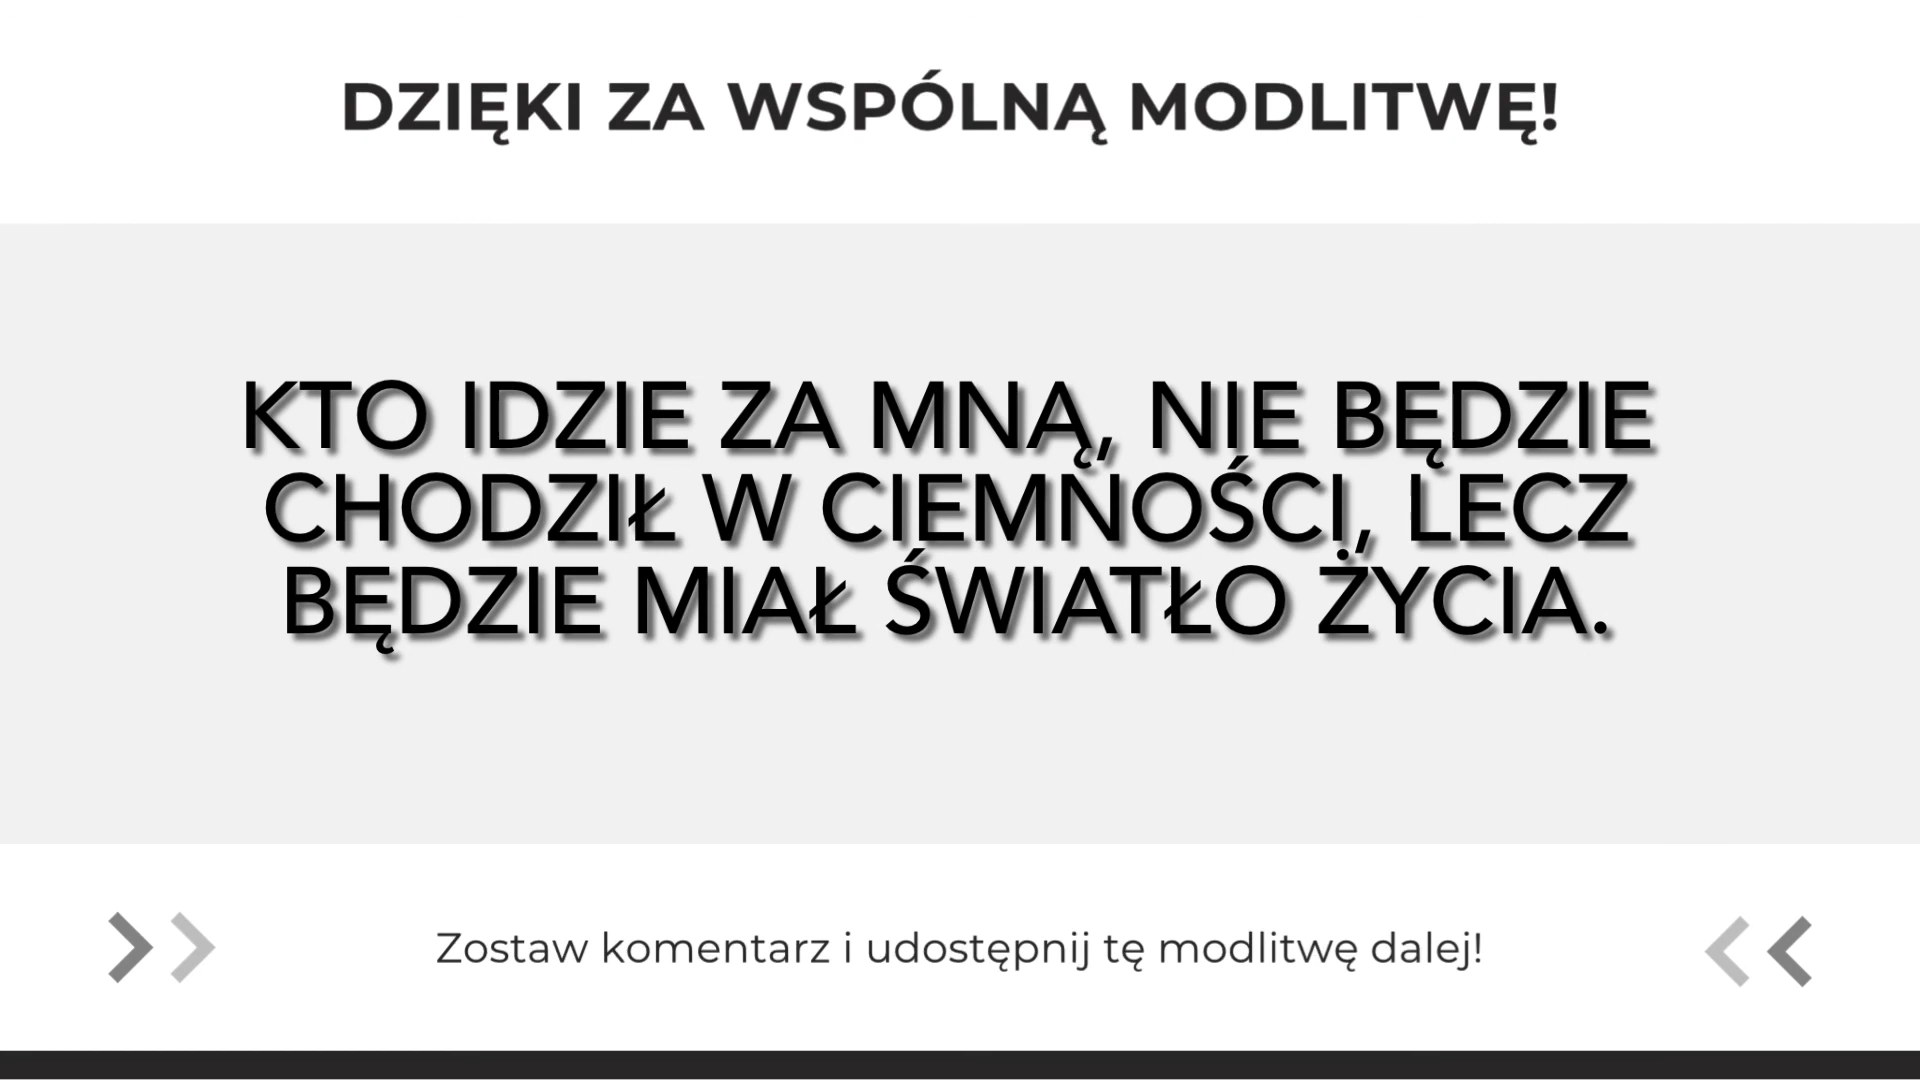 DZIĘKI ZA WSPÓLNĄ MODLITWĘ!
KTO IDZIE ZA MNĄ, NIE BĘDZIE
CHODZIŁ W CIEMNOŚCI, LECZ
BĘDZIE MIAŁ ŚWIATŁO ŻYCIA.
Zostaw komentarz i udostępnij tę modlitwę dalej!